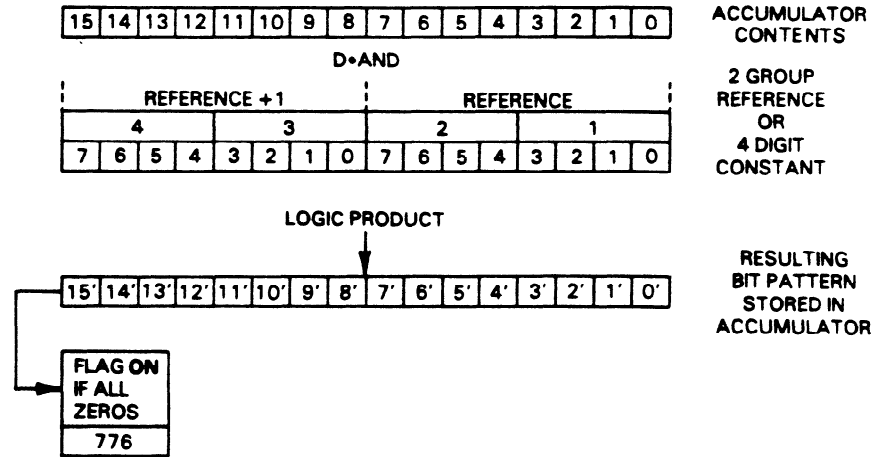 15 14 13 12 11 10 9 8 7 6 5 4 3 2 1 0
ACCUMULATOR
CONTENTS
D•AND
REFERENCE +1 REFERENCE
4 3 2 1
7 6 5 4 3 2 1 0 7 6 5 4 3 2 1 0
2 GROUP
REFERENCE
OR
4 DIGIT
CONSTANT
LOGIC PRODUCT
15' 14' 13' 12' 11' 10' 9' 8' 7' 6' 5' 4' 3' 2' 1' 0'
RESULTING
BIT PATTERN
STORED IN
ACCUMULATOR
FLAG ON
IF ALL
ZEROS
776